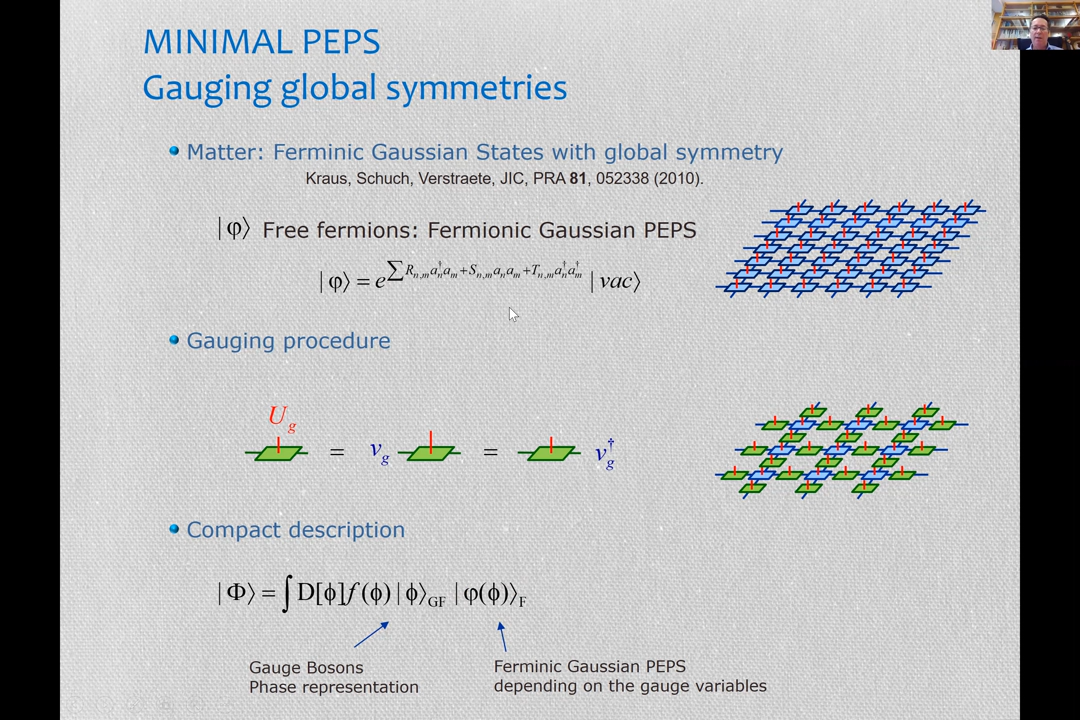 MINIMAL PEPS
Gauging global symmetries
Matter: Ferminic Gaussian States with global symmetry
Kraus, Schuch, Verstraete, JIC, PRA 81, 052338 (2010).
|φ⟩ Free fermions: Fermionic Gaussian PEPS
|φ⟩ = e^{∑ R_{n,m} a_n^† a_m + S_{n,m} a_n a_m + T_{n,m} a_n^† a_m^†} | vac⟩
Gauging procedure
U_g
= v_g = v_g^†
Compact description
|Φ⟩ = ∫ D[ϕ] f(ϕ) |ϕ⟩_GF |φ(ϕ)⟩_F
Gauge Bosons
Phase representation
Ferminic Gaussian PEPS
depending on the gauge variables